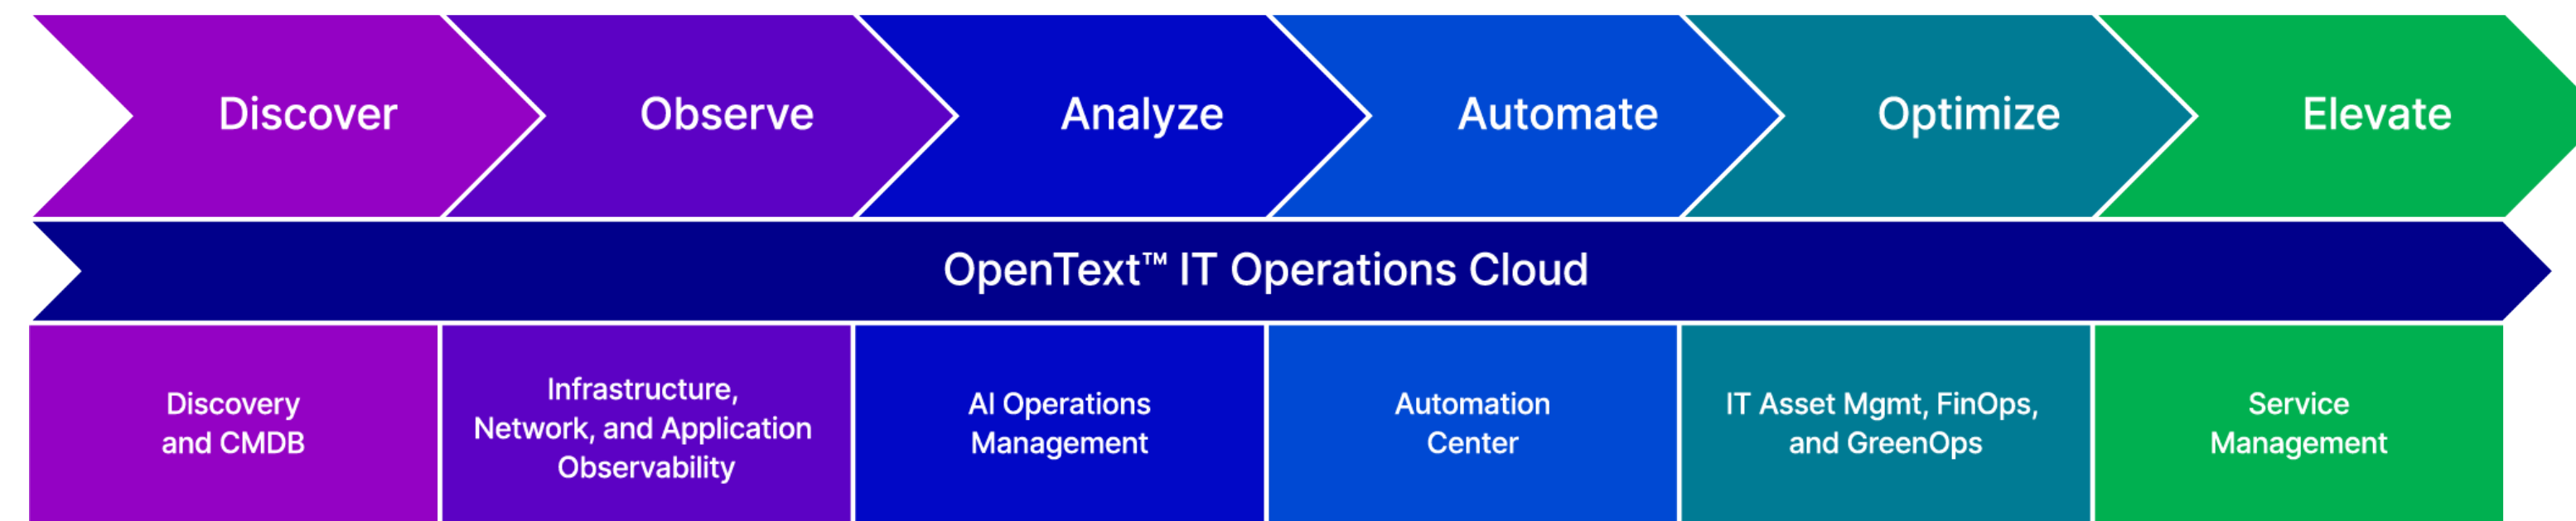 Discover
Observe
Analyze
Automate
Optimize
Elevate
OpenText™ IT Operations Cloud
Discovery
and CMDB
Infrastructure,
Network, and Application
Observability
AI Operations
Management
Automation
Center
IT Asset Mgmt, FinOps,
and GreenOps
Service
Management